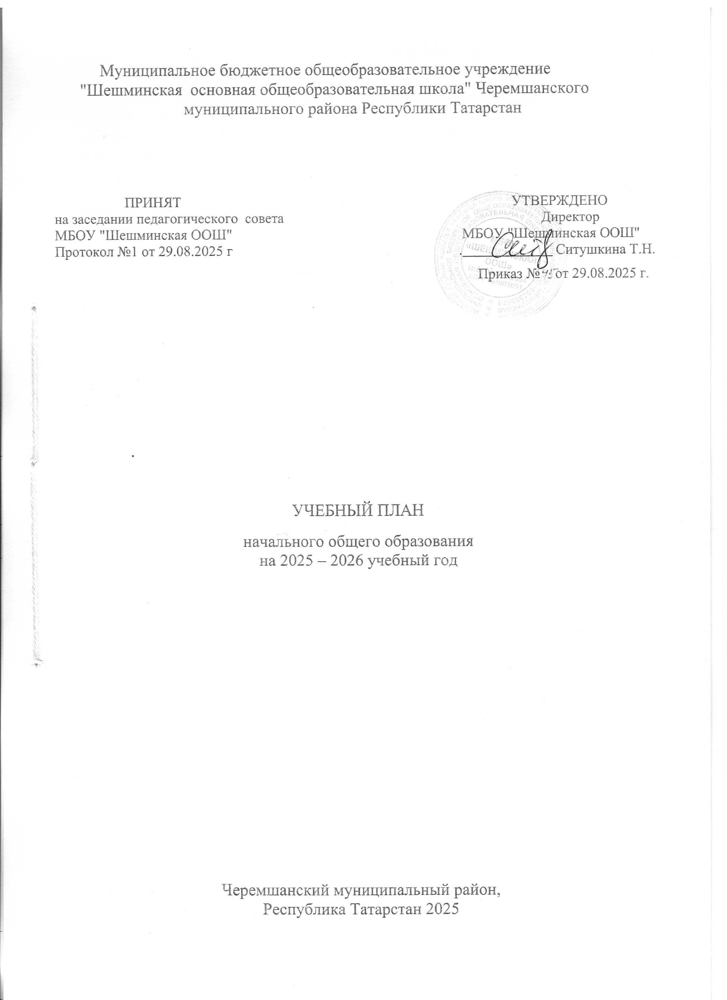 Муниципальное бюджетное общеобразовательное учреждение
"Шешминская основная общеобразовательная школа" Черемшанского
муниципального района Республики Татарстан
ПРИНЯТ
на заседании педагогического совета
МБОУ "Шешминская ООШ"
Протокол №1 от 29.08.2025 г
УТВЕРЖДЕНО
Директор
МБОУ "Шешминская ООШ"
Ситушкина Т.Н.
Приказ № от 29.08.2025 г.
«ШЕШМИНСКАЯ
ООШ»
УЧЕБНЫЙ ПЛАН
начального общего образования
на 2025 – 2026 учебный год
Черемшанский муниципальный район,
Республика Татарстан 2025